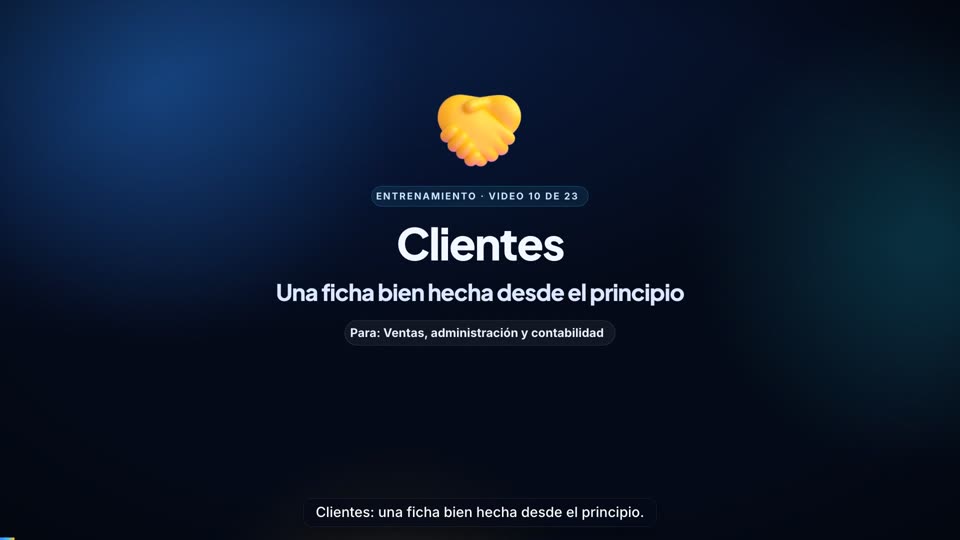 ENTRENAMIENTO · VIDEO 10 DE 23
Clientes
Una ficha bien hecha desde el principio
Para: Ventas, administración y contabilidad
Clientes: una ficha bien hecha desde el principio.